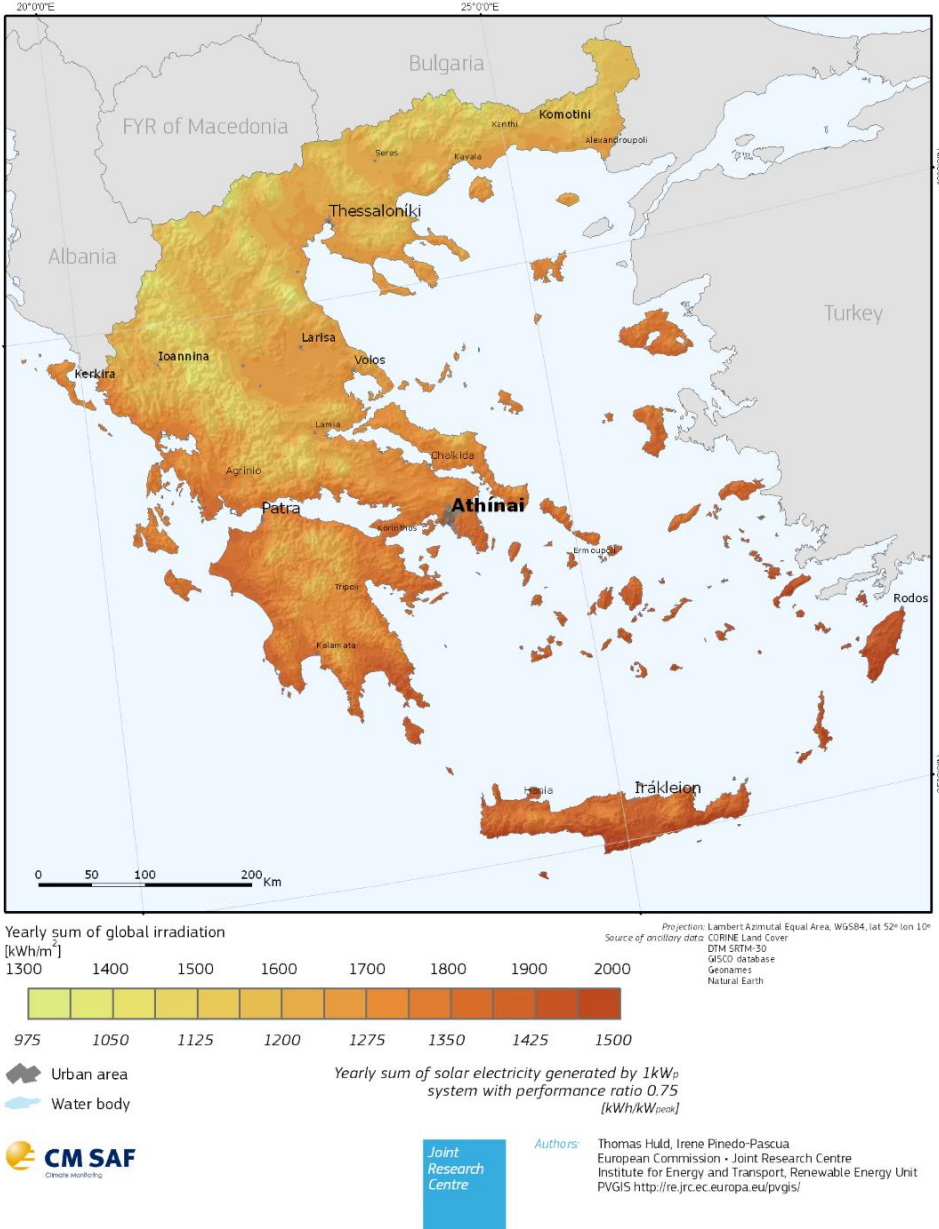 20°0'0"E
25°0'0"E
Bulgaria
FYR of Macedonia
Komotini
Xanthi
Alexandroupoli
Seres
Kavala
Thessaloníki
Albania
Turkey
Larisa
Ioannina
Volos
Kerkira
Lamia
Chalkida
Agrinio
Athínai
Patra
Korinthos
Ermoupoli
Tripoli
Rodos
Kalamata
Hania
Irákleion
0 50 100 200 Km
Yearly sum of global irradiation
[kWh/m²]
1300 1400 1500 1600 1700 1800 1900 2000
975 1050 1125 1200 1275 1350 1425 1500
Projection: Lambert Azimutal Equal Area, WGS84, lat 52° lon 10°
Source of ancillary data: CORINE Land Cover
DTM SRTM-30
GISCO database
Geonames
Natural Earth
Urban area
Water body
Yearly sum of solar electricity generated by 1kWp
system with performance ratio 0.75
[kWh/kWpeak]
CM SAF
Climate Monitoring
Joint
Research
Centre
Authors: Thomas Huld, Irene Pinedo-Pascua
European Commission • Joint Research Centre
Institute for Energy and Transport, Renewable Energy Unit
PVGIS http://re.jrc.ec.europa.eu/pvgis/